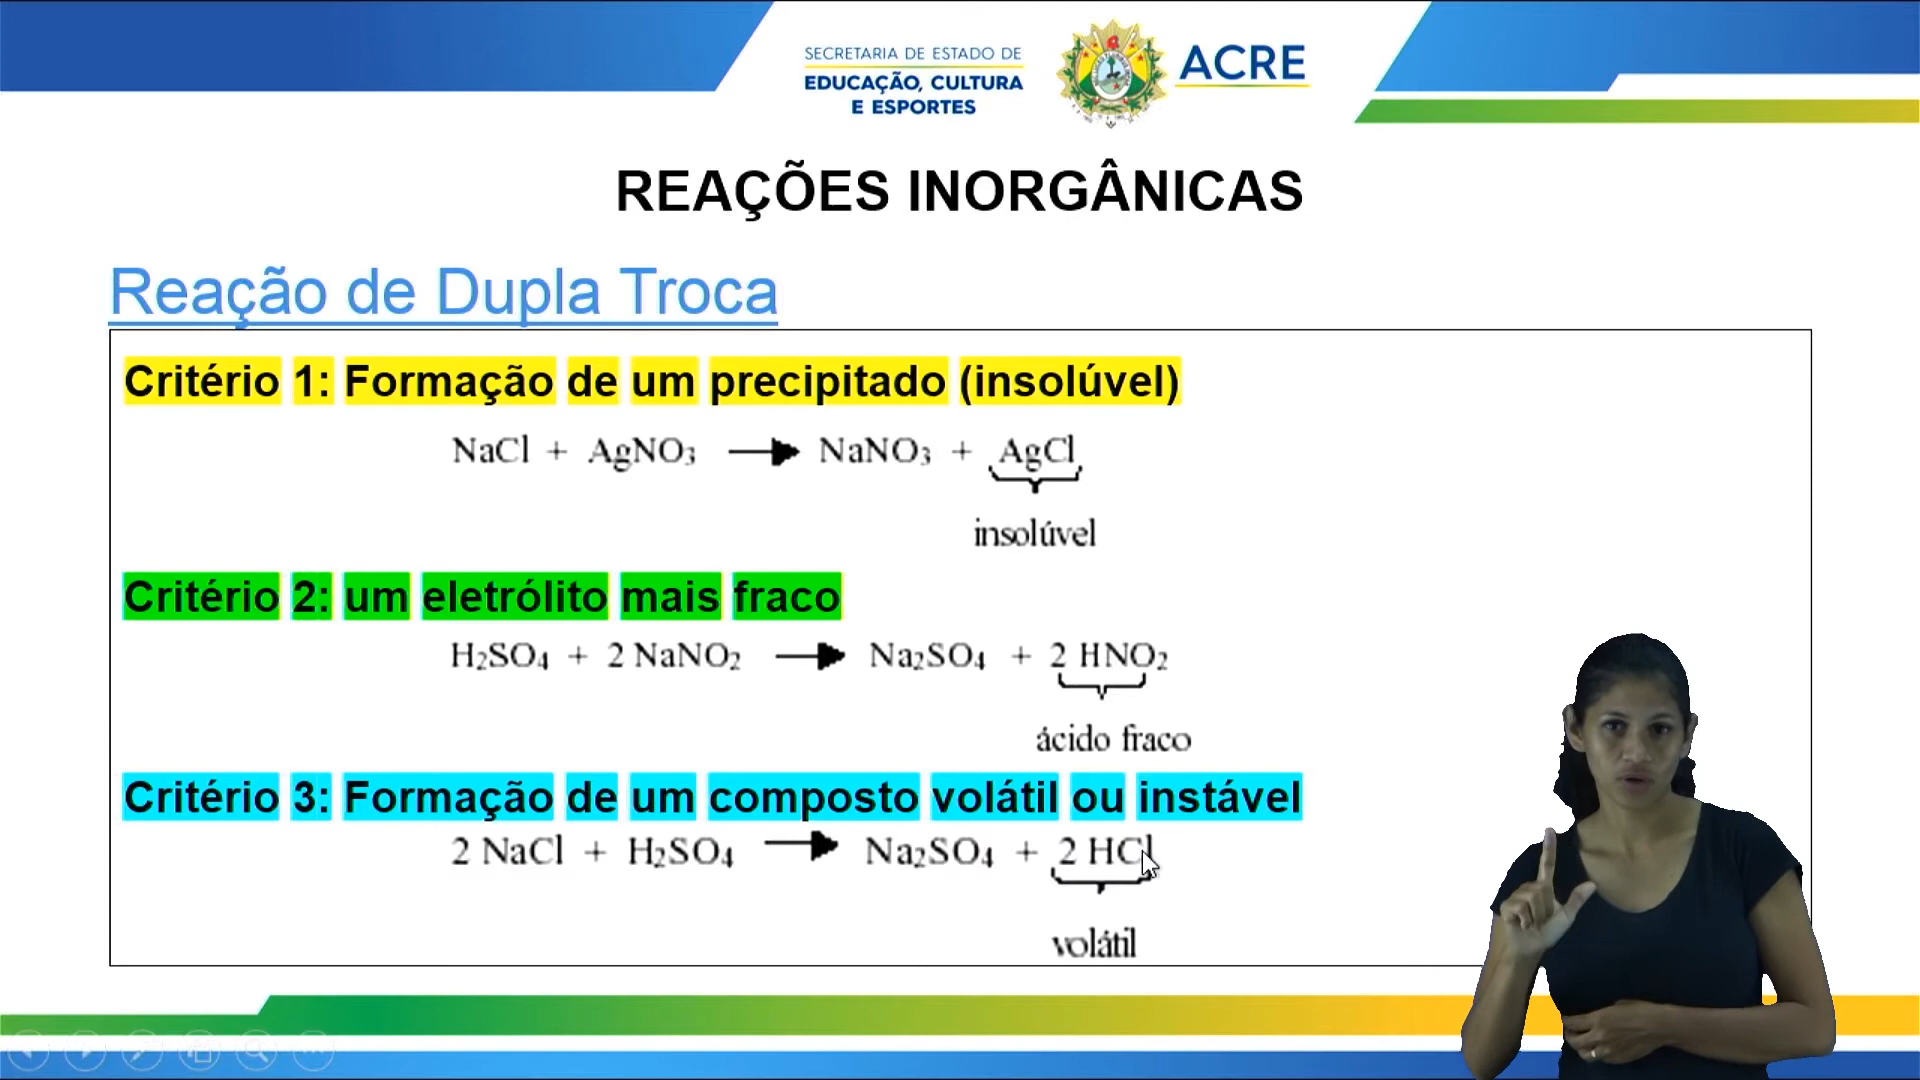 SECRETARIA DE ESTADO DE
EDUCAÇÃO, CULTURA
E ESPORTES
ACRE
REAÇÕES INORGÂNICAS
Reação de Dupla Troca
Critério 1: Formação de um precipitado (insolúvel)
NaCl + AgNO₃ → NaNO₃ + AgCl
insolúvel
Critério 2: um eletrólito mais fraco
H₂SO₄ + 2 NaNO₂ → Na₂SO₄ + 2 HNO₂
ácido fraco
Critério 3: Formação de um composto volátil ou instável
2 NaCl + H₂SO₄ → Na₂SO₄ + 2 HCl
volátil